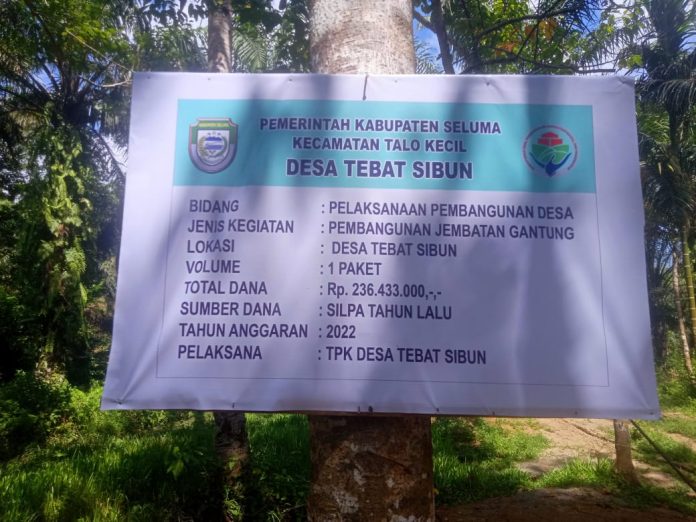 PEMERINTAH KABUPATEN SELUMA
KECAMATAN TALO KECIL
DESA TEBAT SIBUN
BIDANG : PELAKSANAAN PEMBANGUNAN DESA
JENIS KEGIATAN : PEMBANGUNAN JEMBATAN GANTUNG
LOKASI : DESA TEBAT SIBUN
VOLUME : 1 PAKET
TOTAL DANA : Rp. 236.433.000,-,-
SUMBER DANA : SILPA TAHUN LALU
TAHUN ANGGARAN : 2022
PELAKSANA : TPK DESA TEBAT SIBUN